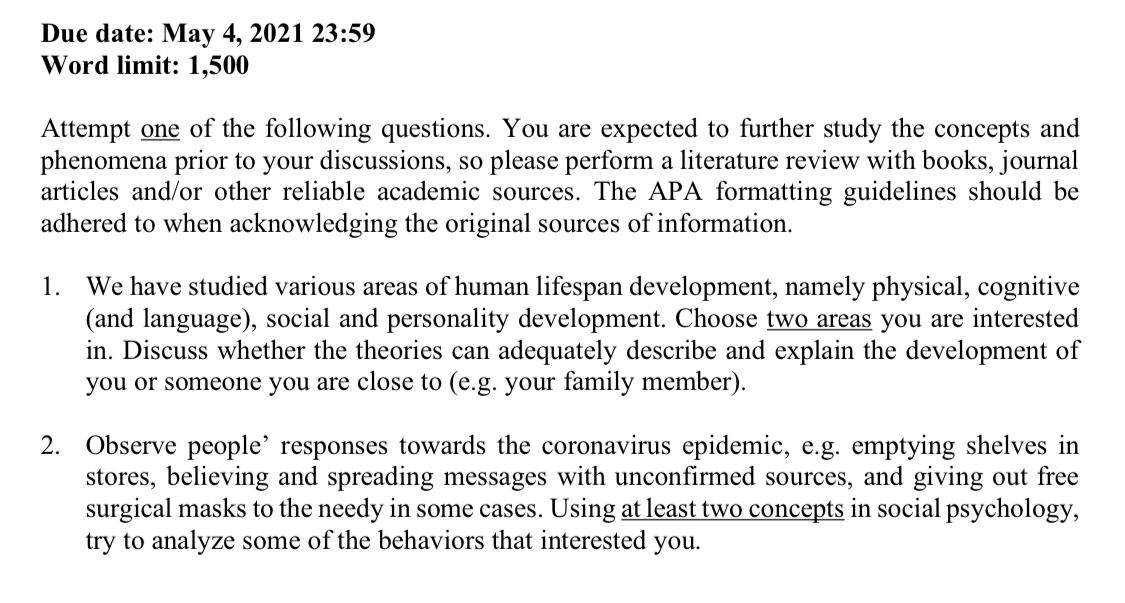 Due date: May 4, 2021 23:59
Word limit: 1,500
Attempt one of the following questions. You are expected to further study the concepts and
phenomena prior to your discussions, so please perform a literature review with books, journal
articles and/or other reliable academic sources. The APA formatting guidelines should be
adhered to when acknowledging the original sources of information.
1. We have studied various areas of human lifespan development, namely physical, cognitive
(and language), social and personality development. Choose two areas you are interested
in. Discuss whether the theories can adequately describe and explain the development of
you or someone you are close to (e.g. your family member).
2. Observe people’ responses towards the coronavirus epidemic, e.g. emptying shelves in
stores, believing and spreading messages with unconfirmed sources, and giving out free
surgical masks to the needy in some cases. Using at least two concepts in social psychology,
try to analyze some of the behaviors that interested you.